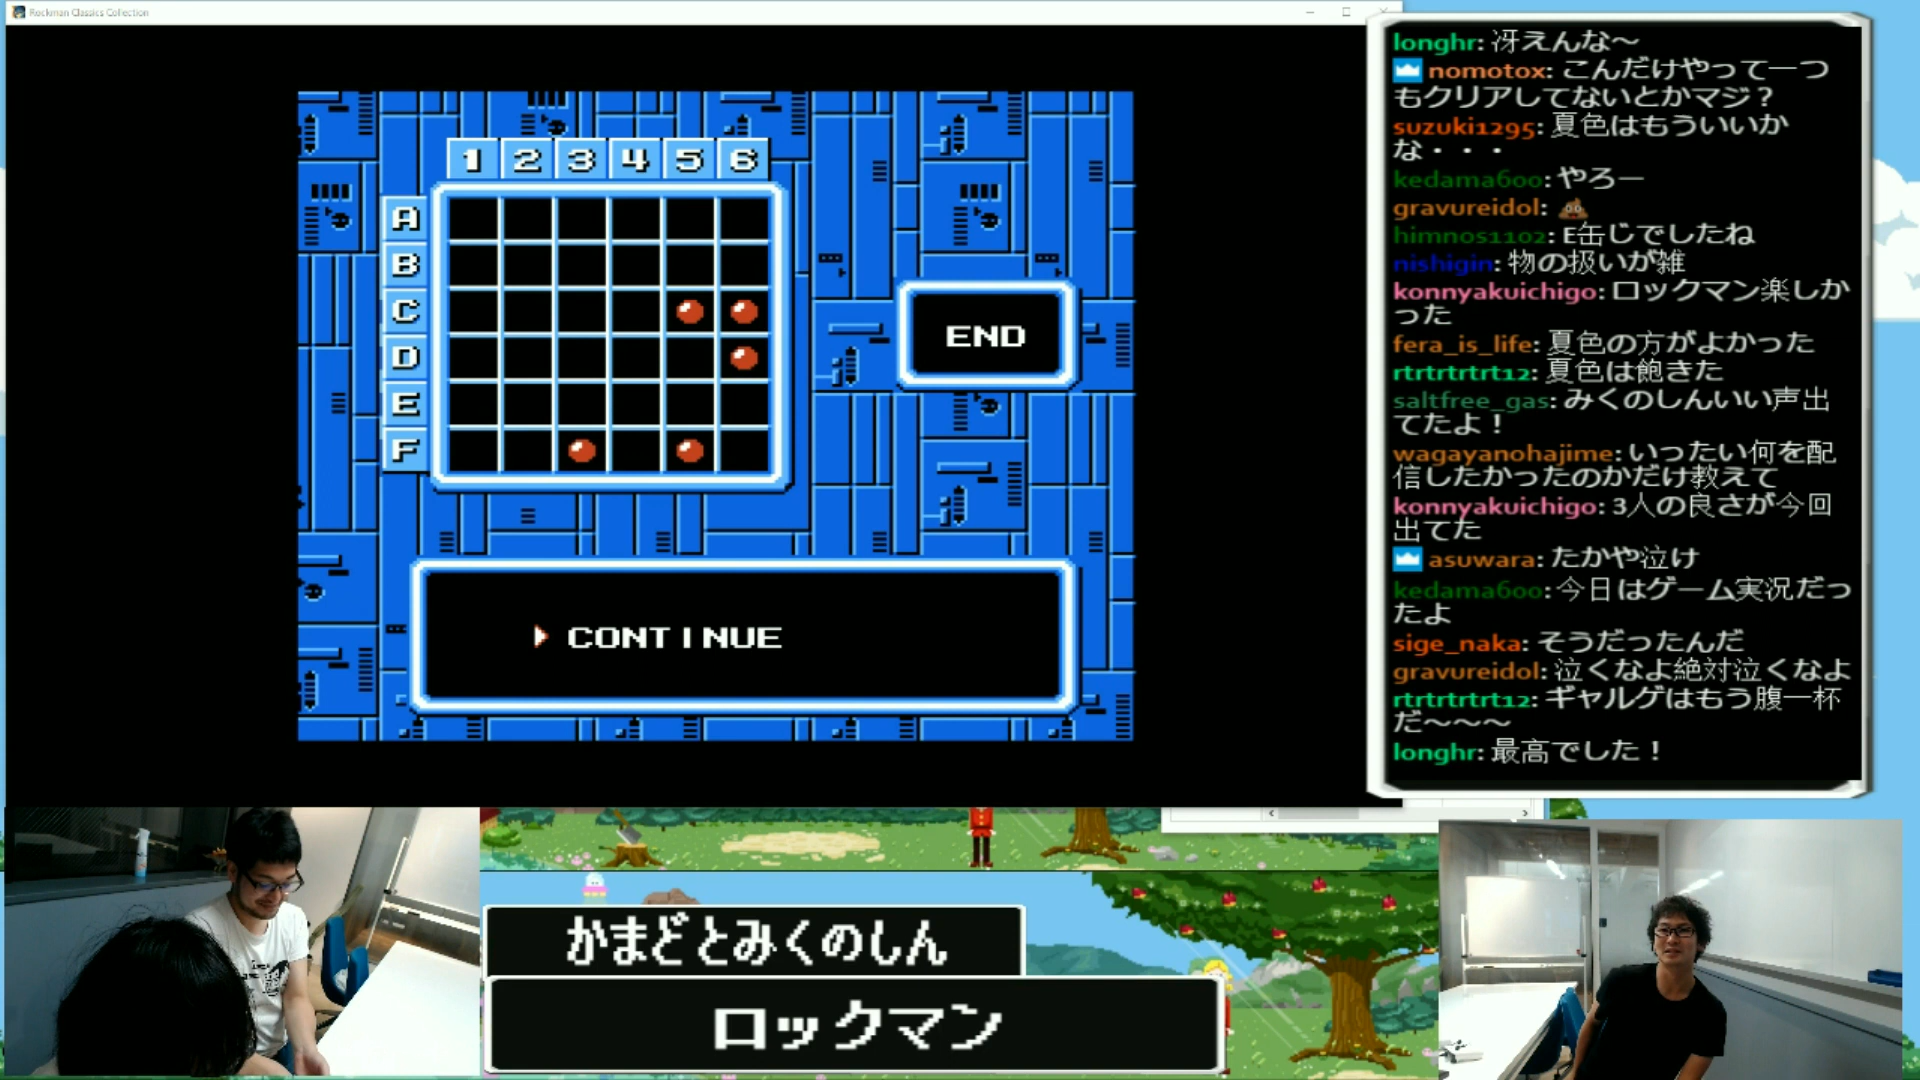 Rockman Classics Collection
1 2 3 4 5 6
A
B
C
D
E
F
END
CONTINUE
longhr: 冴えんな～
nomotox: こんだけやって一つ
もクリアしてないとかマジ？
suzuki1295: 夏色はもういいか
な・・・
kedama600: やろー
gravureidol: 💩
himnos1102: E缶じでしたね
nishigin: 物の扱いが雑
konnyakuichigo: ロックマン楽しか
った
fera_is_life: 夏色の方がよかった
rtrtrtrtrt12: 夏色は飽きた
saltfree_gas: みくのしんいい声出
てたよ！
wagayanohajime: いったい何を配
信したかったのかだけ教えて
konnyakuichigo: 3人の良さが今回
出てた
asuwara: たかや泣け
kedama600: 今日はゲーム実況だっ
たよ
sige_naka: そうだったんだ
gravureidol: 泣くなよ絶対泣くなよ
rtrtrtrtrt12: ギャルゲはもう腹一杯
だ～～～
longhr: 最高でした！
かまどとみくのしん
ロックマン